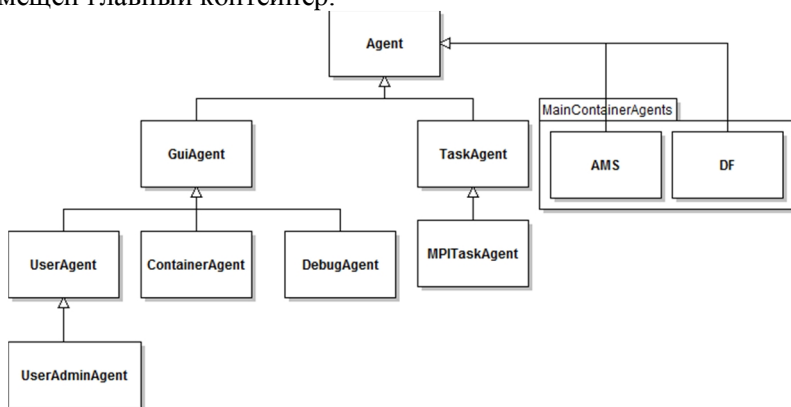 мещен главный контейнер.
Agent
MainContainerAgents
GuiAgent
TaskAgent
AMS
DF
UserAgent
ContainerAgent
DebugAgent
MPITaskAgent
UserAdminAgent